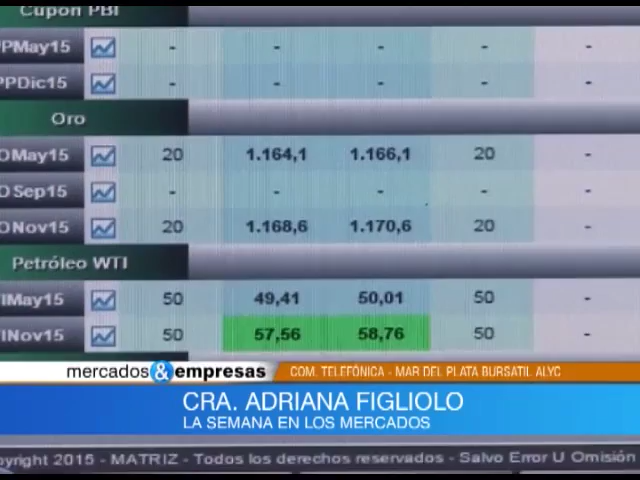 Cupon PBI
PMay15 - - - - -
PPDic15 - - - - -
Oro
OMay15 20 1.164,1 1.166,1 20 -
O Sep15 - - - - -
ONov15 20 1.168,6 1.170,6 20 -
Petróleo WTI
IMay15 50 49,41 50,01 50 -
INov15 50 57,56 58,76 50 -
mercados&empresas COM. TELEFÓNICA - MAR DEL PLATA BURSATIL ALYC
CRA. ADRIANA FIGLIOLO
LA SEMANA EN LOS MERCADOS
pyright 2015 - MATRIZ - Todos los derechos reservados - Salvo Error U Omisión